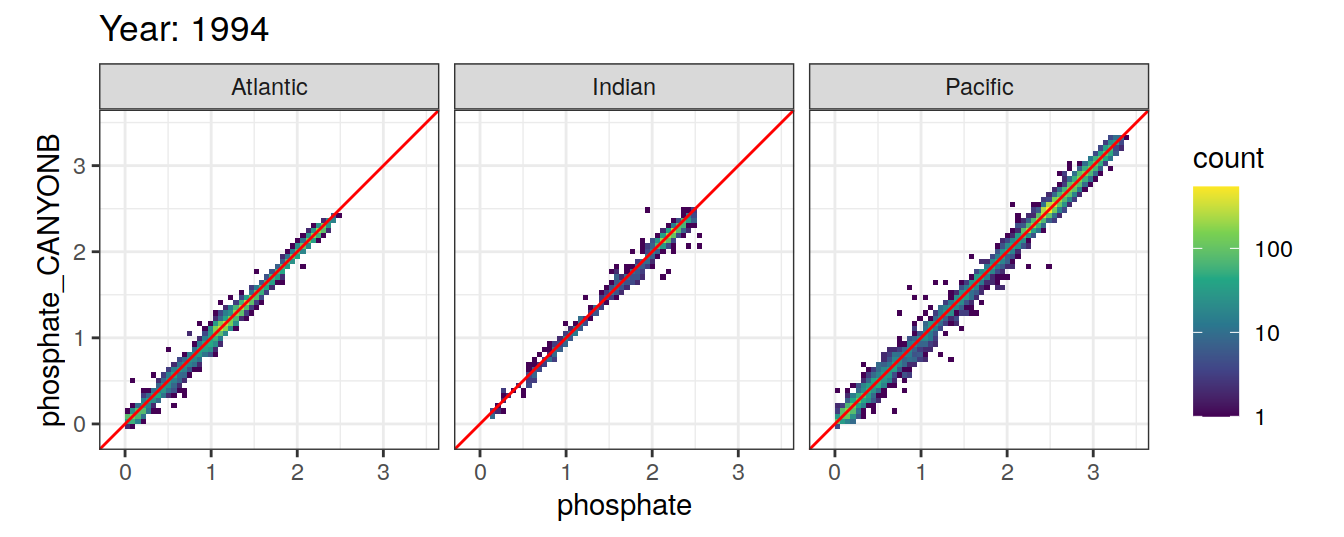 Year: 1994
Atlantic
Indian
Pacific
phosphate_CANYONB
3
2
1
0
0 1 2 3
0 1 2 3
0 1 2 3
phosphate
count
100
10
1